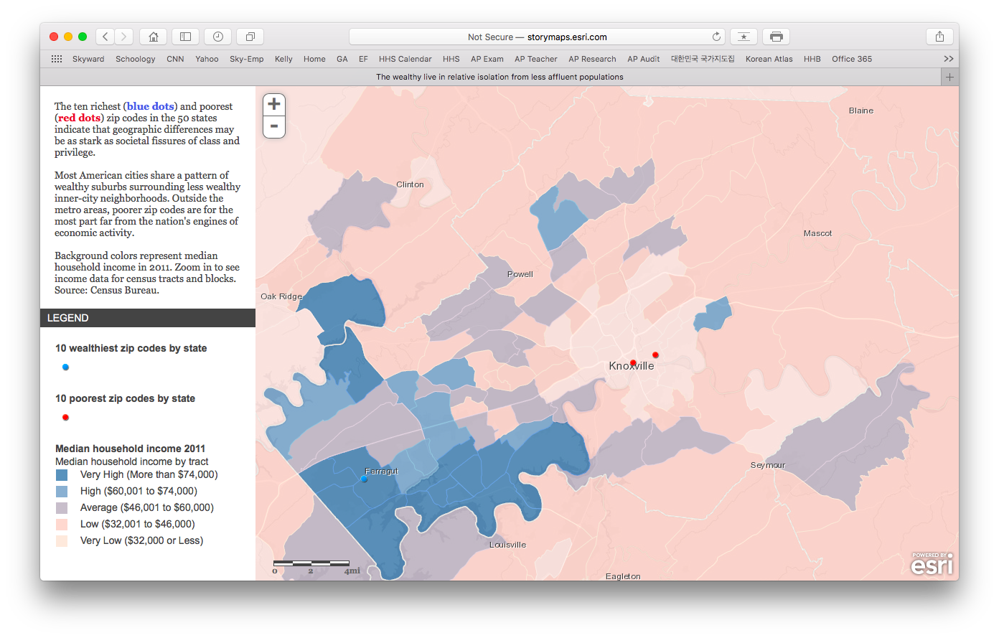 Not Secure — storymaps.esri.com
Skyward Schoology CNN Yahoo Sky-Emp Kelly Home GA EF HHS Calendar HHS AP Exam AP Teacher AP Research AP Audit 대한민국 국가지도집 Korean Atlas HHB Office 365
The wealthy live in relative isolation from less affluent populations
The ten richest (blue dots) and poorest
(red dots) zip codes in the 50 states
indicate that geographic differences may
be as stark as societal fissures of class and
privilege.
Most American cities share a pattern of
wealthy suburbs surrounding less wealthy
inner-city neighborhoods. Outside the
metro areas, poorer zip codes are for the
most part far from the nation's engines of
economic activity.
Background colors represent median
household income in 2011. Zoom in to see
income data for census tracts and blocks.
Source: Census Bureau.
LEGEND
10 wealthiest zip codes by state
10 poorest zip codes by state
Median household income 2011
Median household income by tract
Very High (More than $74,000)
High ($60,001 to $74,000)
Average ($46,001 to $60,000)
Low ($32,001 to $46,000)
Very Low ($32,000 or Less)
Blaine
Clinton
Mascot
Powell
Oak Ridge
Knoxville
Seymour
Farragut
Louisville
Eagleton
0 2 4mi
POWERED BY
esri